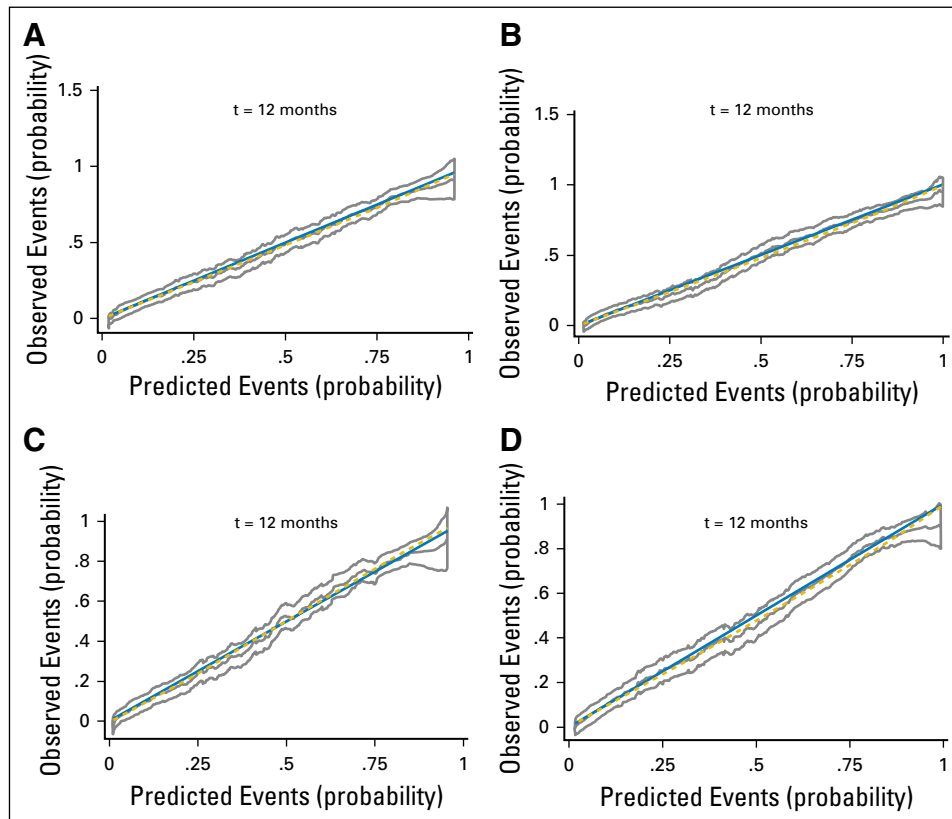 A
Observed Events (probability)
1.5
1
.5
0
t = 12 months
0 .25 .5 .75 1
Predicted Events (probability)
B
Observed Events (probability)
1.5
1
.5
0
t = 12 months
0 .25 .5 .75 1
Predicted Events (probability)
C
Observed Events (probability)
1
.8
.6
.4
.2
0
t = 12 months
0 .25 .5 .75 1
Predicted Events (probability)
D
Observed Events (probability)
1
.8
.6
.4
.2
0
t = 12 months
0 .25 .5 .75 1
Predicted Events (probability)